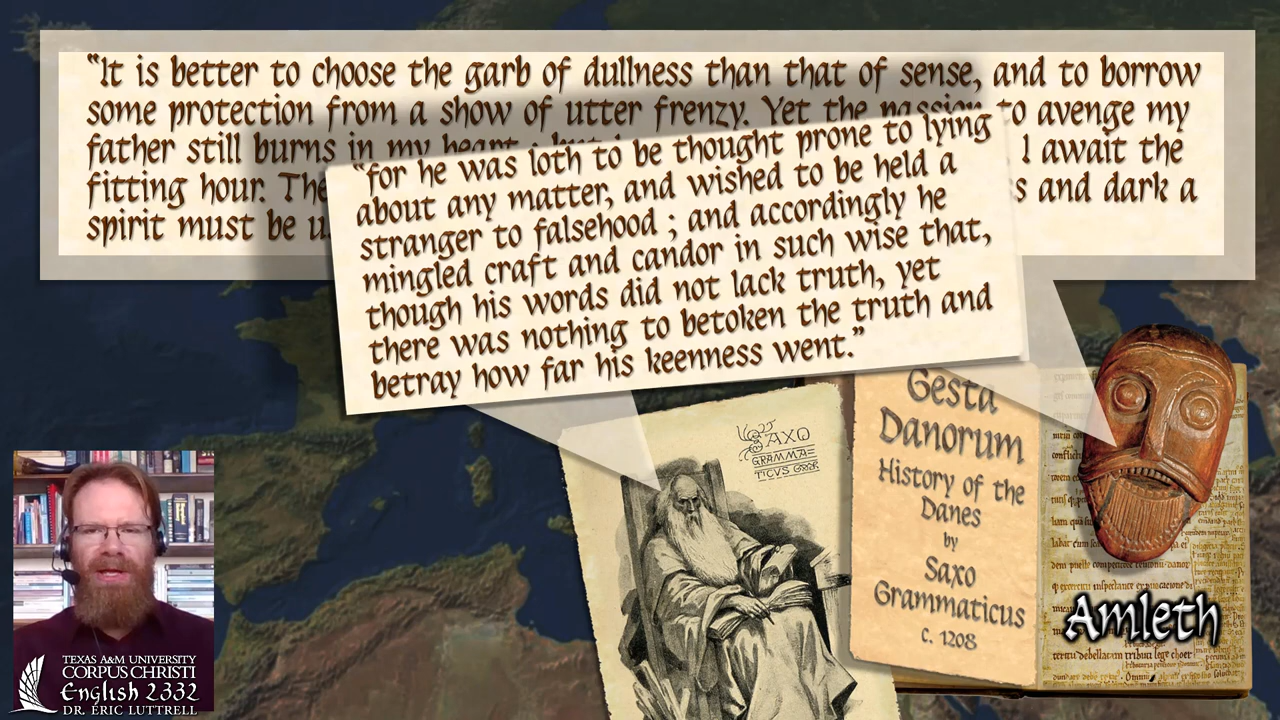 “It is better to choose the garb of dullness than that of sense, and to borrow
some protection from a show of utter frenzy. Yet the passion to avenge my
father still burns in my heart ; but I await the
fitting hour. The s and dark a
spirit must be u
“for he was loth to be thought prone to lying
about any matter, and wished to be held a
stranger to falsehood ; and accordingly he
mingled craft and candor in such wise that,
though his words did not lack truth, yet
there was nothing to betoken the truth and
betray how far his keenness went.”
SAXO
GRAMMA
TICVS
Gesta
Danorum
History of the
Danes
by
Saxo
Grammaticus
c. 1208
Amleth
TEXAS A&M UNIVERSITY
CORPUS CHRISTI
English 2332
DR. ERIC LUTTRELL